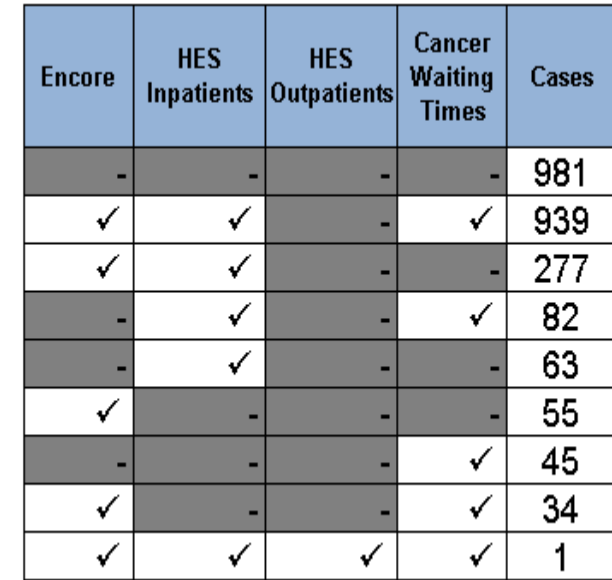 Encore HES Inpatients HES Outpatients Cancer Waiting Times Cases
- - - - 981
✓ ✓ - ✓ 939
✓ ✓ - - 277
- ✓ - ✓ 82
- ✓ - - 63
✓ - - - 55
- - - ✓ 45
✓ - - ✓ 34
✓ ✓ ✓ ✓ 1